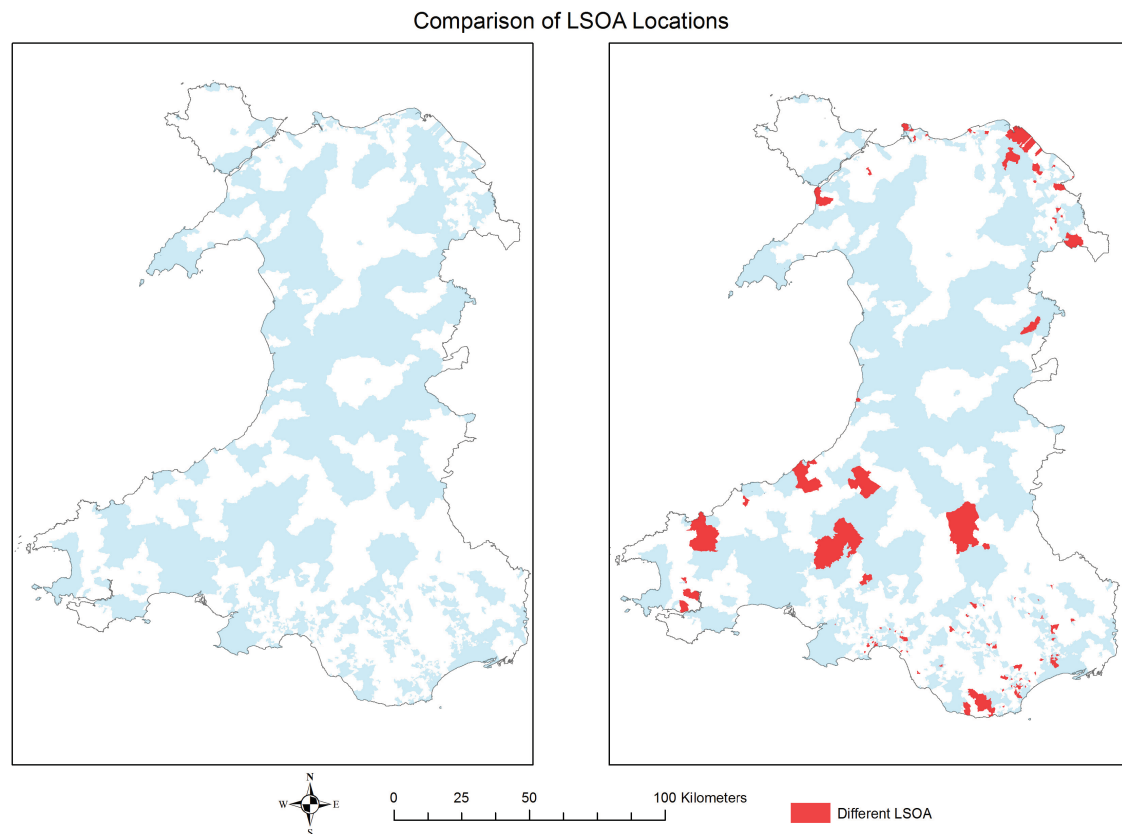 Comparison of LSOA Locations
N
W E
S
0 25 50 100 Kilometers
Different LSOA